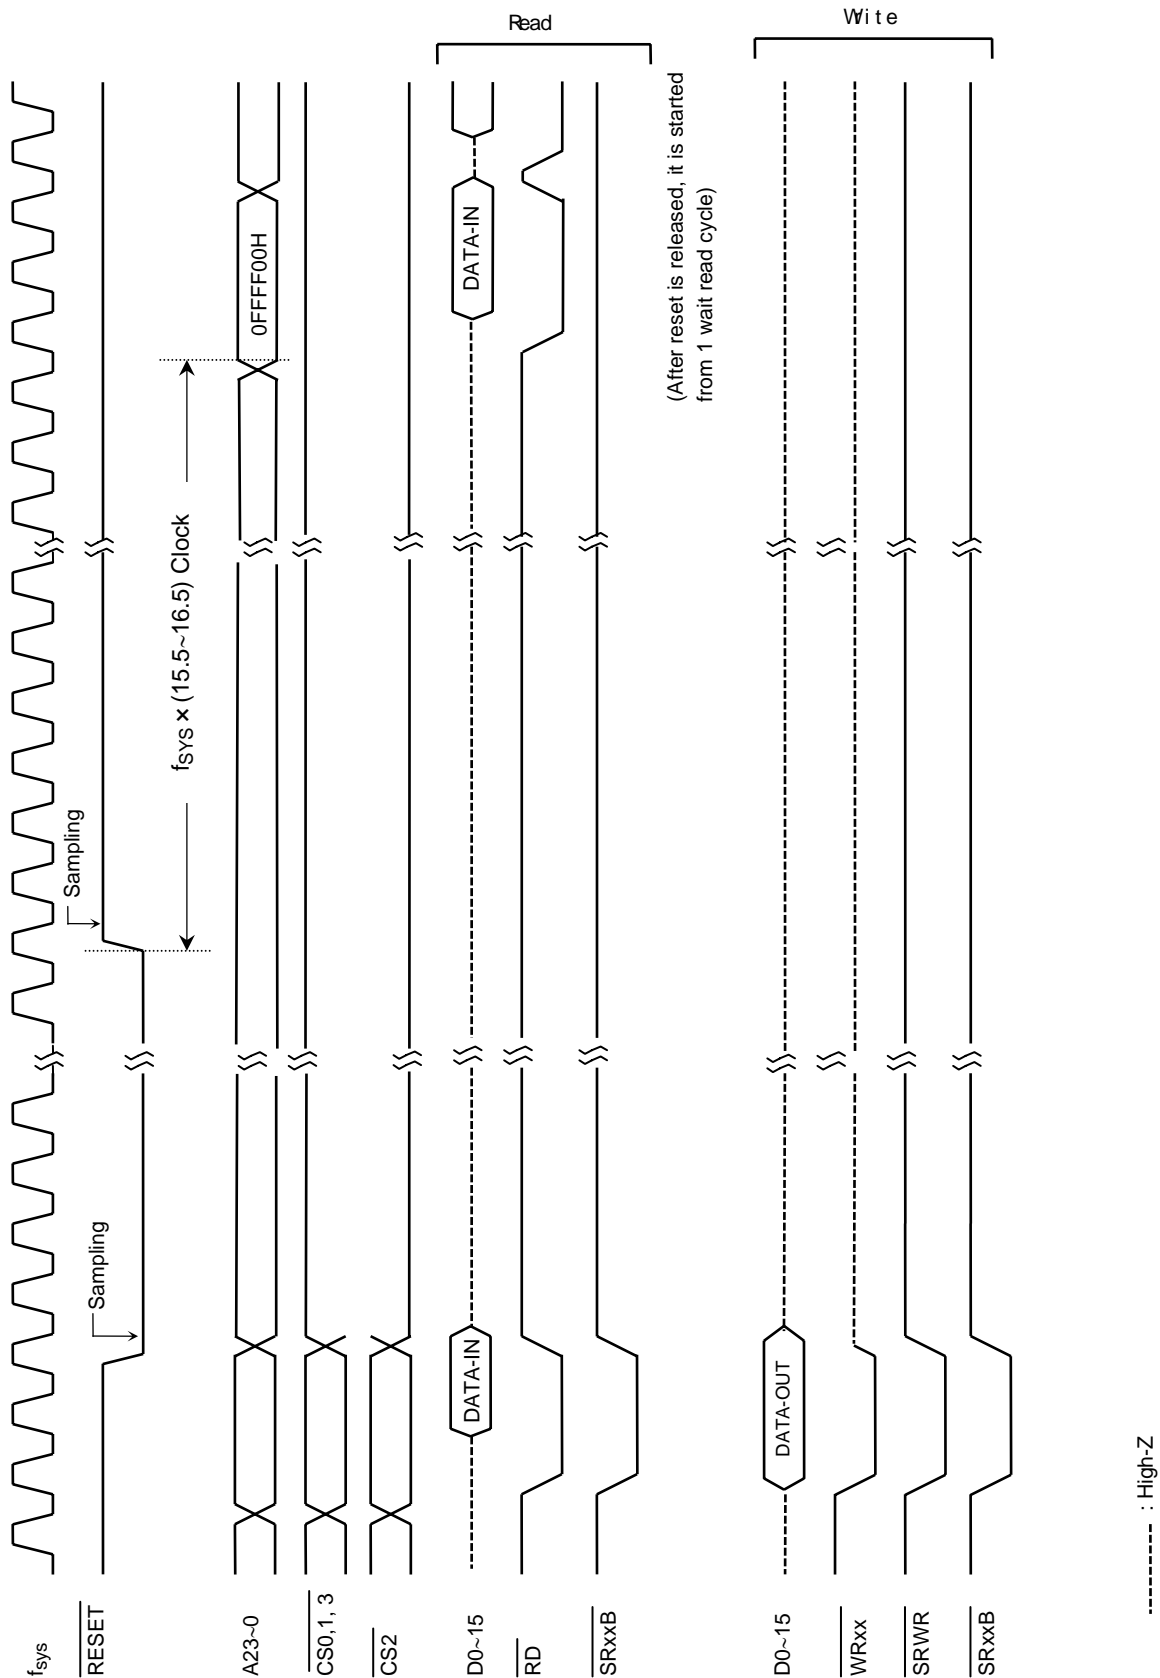 fsys
RESET
Sampling
Sampling
fSYS × (15.5~16.5) Clock
A23~0
0FFFF00H
CS0,1, 3
CS2
Read
D0~15
DATA-IN
DATA-IN
RD
SRxxB
(After reset is released, it is started
from 1 wait read cycle)
Write
D0~15
DATA-OUT
WRxx
SRWR
SRxxB
: High-Z